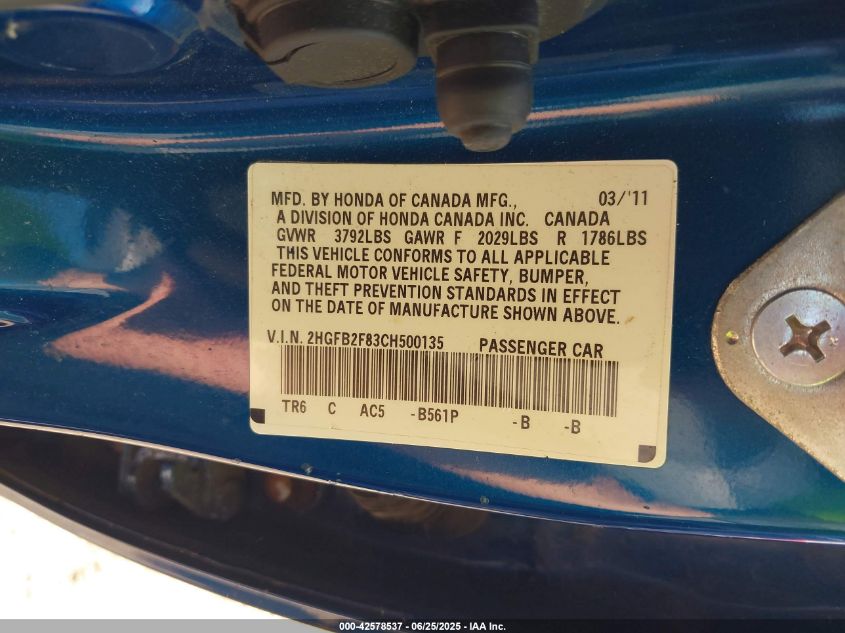 MFD. BY HONDA OF CANADA MFG., 03/'11
A DIVISION OF HONDA CANADA INC. CANADA
GVWR 3792LBS GAWR F 2029LBS R 1786LBS
THIS VEHICLE CONFORMS TO ALL APPLICABLE
FEDERAL MOTOR VEHICLE SAFETY, BUMPER,
AND THEFT PREVENTION STANDARDS IN EFFECT
ON THE DATE OF MANUFACTURE SHOWN ABOVE.
V.I.N. 2HGFB2F83CH500135 PASSENGER CAR
TR6 C AC5 -B561P -B -B
000-42578537 - 06/25/2025 - IAA Inc.